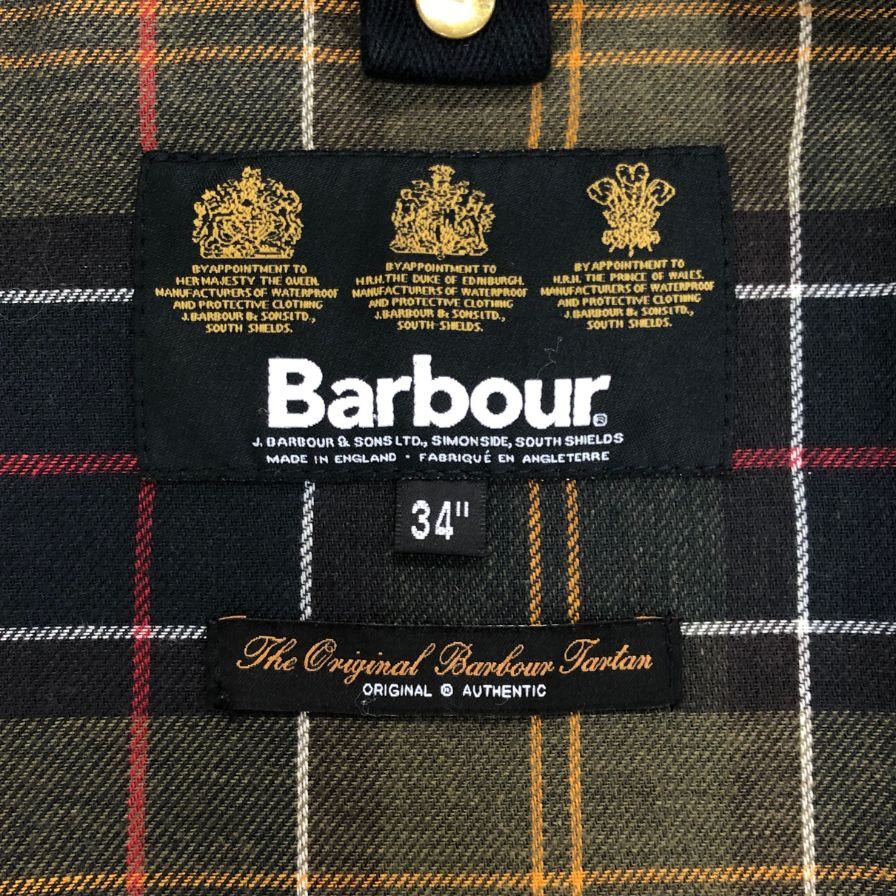 BY APPOINTMENT TO
HER MAJESTY THE QUEEN.
MANUFACTURERS OF WATERPROOF
AND PROTECTIVE CLOTHING
J.BARBOUR & SONS LTD.,
SOUTH SHIELDS.
BY APPOINTMENT TO
H.R.H. THE DUKE OF EDINBURGH.
MANUFACTURERS OF WATERPROOF
AND PROTECTIVE CLOTHING
J.BARBOUR & SONS LTD.,
SOUTH-SHIELDS.
BY APPOINTMENT TO
H.R.H. THE PRINCE OF WALES.
MANUFACTURERS OF WATERPROOF
AND PROTECTIVE CLOTHING
J.BARBOUR & SONS LTD.,
SOUTH SHIELDS.
Barbour®
J. BARBOUR & SONS LTD., SIMONSIDE, SOUTH SHIELDS
MADE IN ENGLAND · FABRIQUÉ EN ANGLETERRE
34"
The Original Barbour Tartan
ORIGINAL ® AUTHENTIC